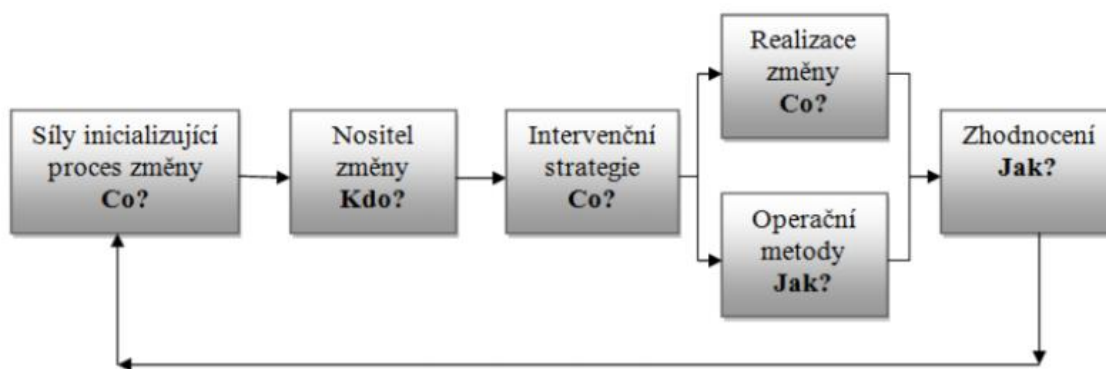 Síly inicializující
proces změny
Co?
Nositel
změny
Kdo?
Intervenční
strategie
Co?
Realizace
změny
Co?
Operační
metody
Jak?
Zhodnocení
Jak?